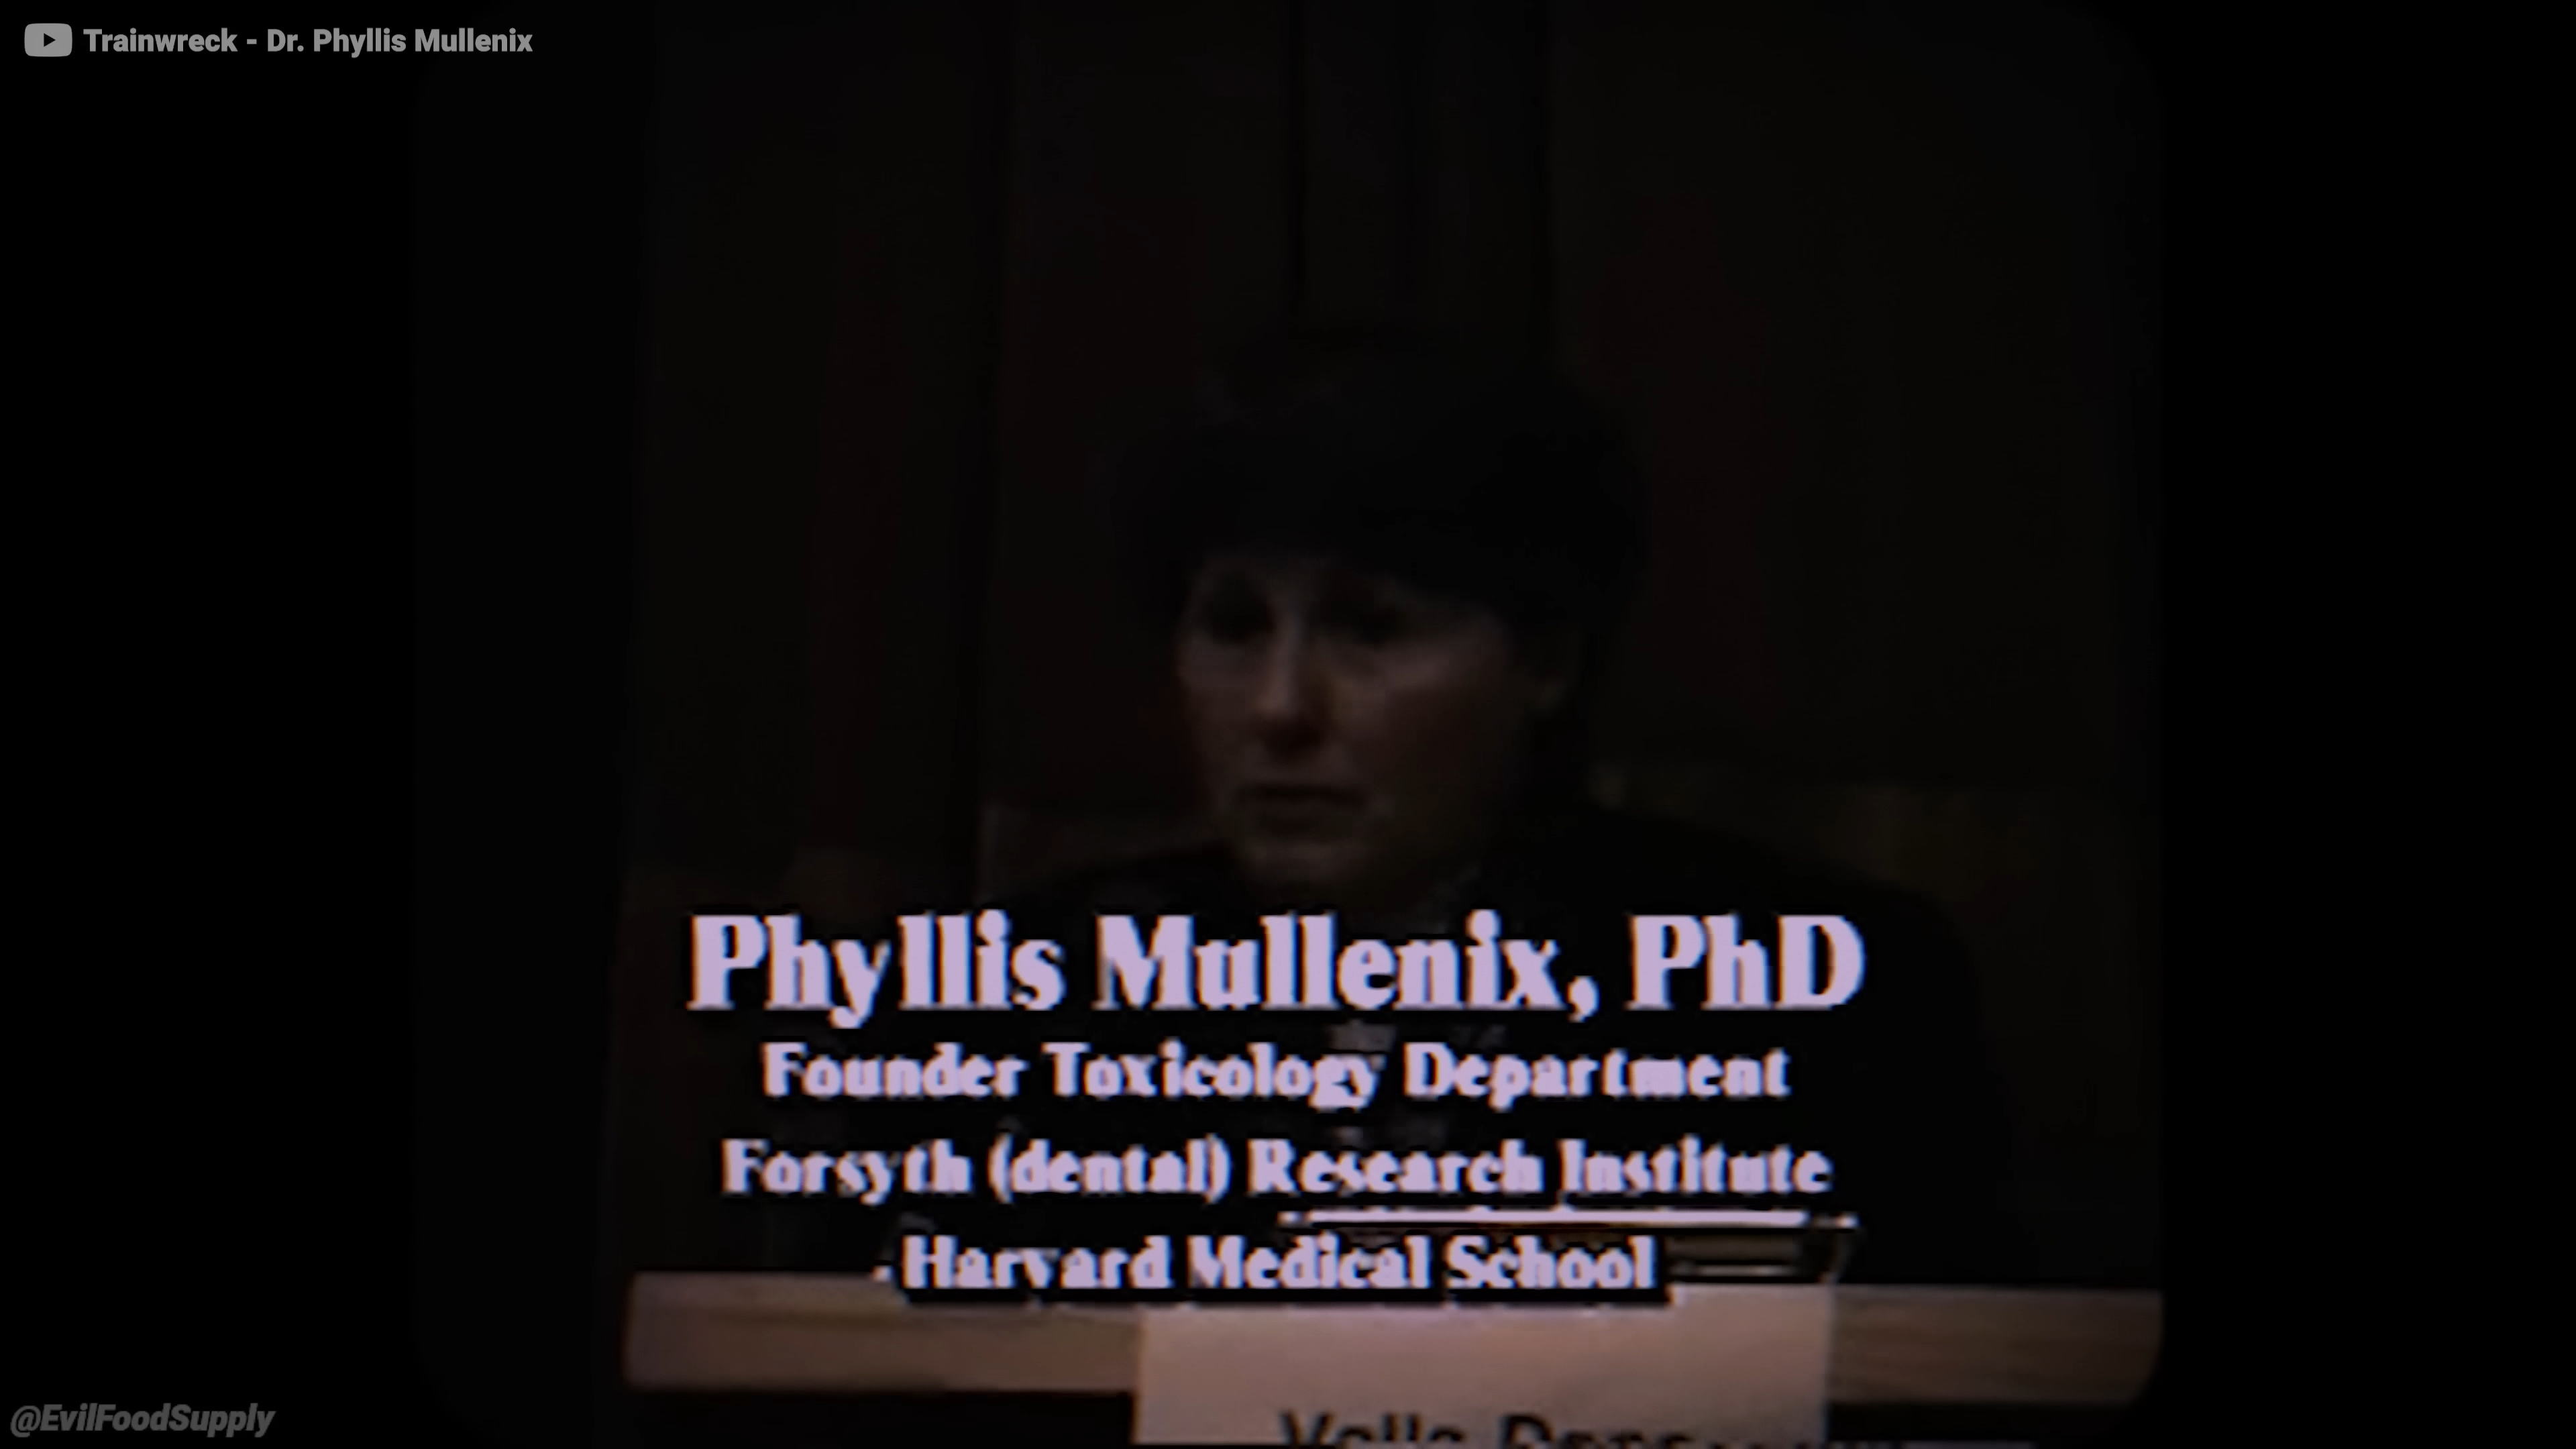 Trainwreck - Dr. Phyllis Mullenix
Phyllis Mullenix, PhD
Founder Toxicology Department
Forsyth (dental) Research Institute
Harvard Medical School
@EvilFoodSupply